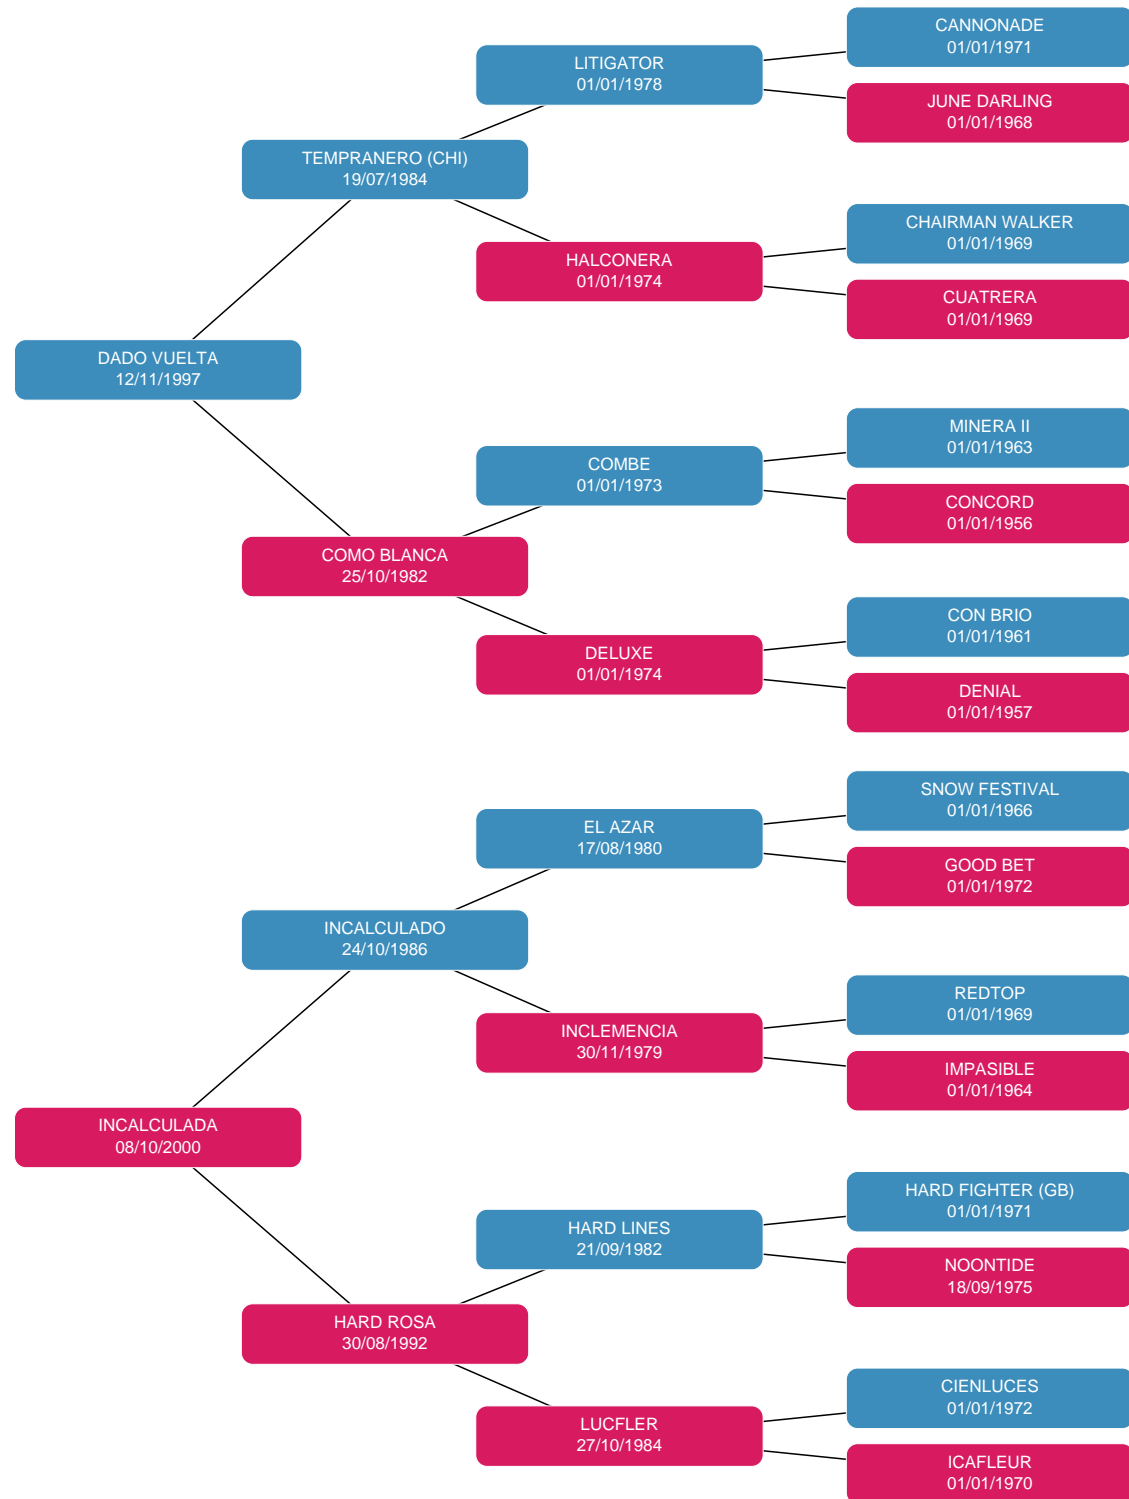 CANNONADE
01/01/1971
LITIGATOR
01/01/1978
JUNE DARLING
01/01/1968
TEMPRANERO (CHI)
19/07/1984
CHAIRMAN WALKER
01/01/1969
HALCONERA
01/01/1974
CUATRERA
01/01/1969
DADO VUELTA
12/11/1997
MINERA II
01/01/1963
COMBE
01/01/1973
CONCORD
01/01/1956
COMO BLANCA
25/10/1982
CON BRIO
01/01/1961
DELUXE
01/01/1974
DENIAL
01/01/1957
SNOW FESTIVAL
01/01/1966
EL AZAR
17/08/1980
GOOD BET
01/01/1972
INCALCULADO
24/10/1986
REDTOP
01/01/1969
INCLEMENCIA
30/11/1979
IMPASIBLE
01/01/1964
INCALCULADA
08/10/2000
HARD FIGHTER (GB)
01/01/1971
HARD LINES
21/09/1982
NOONTIDE
18/09/1975
HARD ROSA
30/08/1992
CIENLUCES
01/01/1972
LUCFLER
27/10/1984
ICAFLEUR
01/01/1970